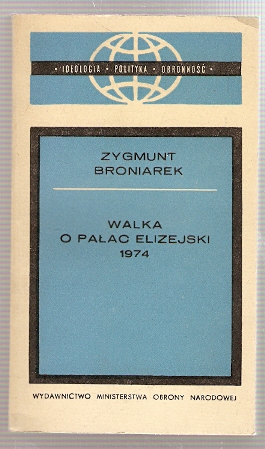 IDEOLOGIA • POLITYKA • OBRONNOŚĆ
ZYGMUNT
BRONIAREK
WALKA
O PAŁAC ELIZEJSKI
1974
WYDAWNICTWO MINISTERSTWA OBRONY NARODOWEJ